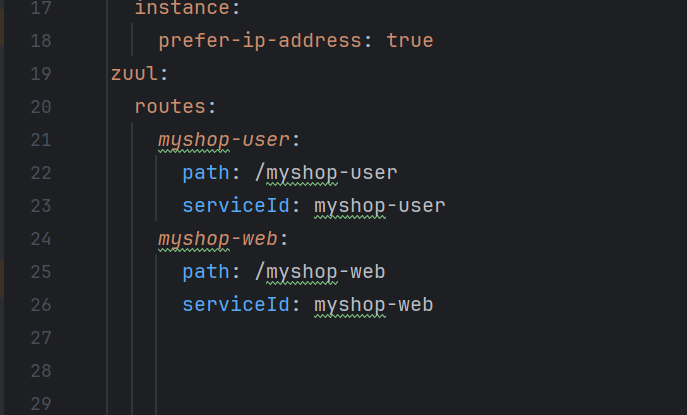 17 instance:
18 prefer-ip-address: true
19 zuul:
20 routes:
21 myshop-user:
22 path: /myshop-user
23 serviceId: myshop-user
24 myshop-web:
25 path: /myshop-web
26 serviceId: myshop-web
27
28
29